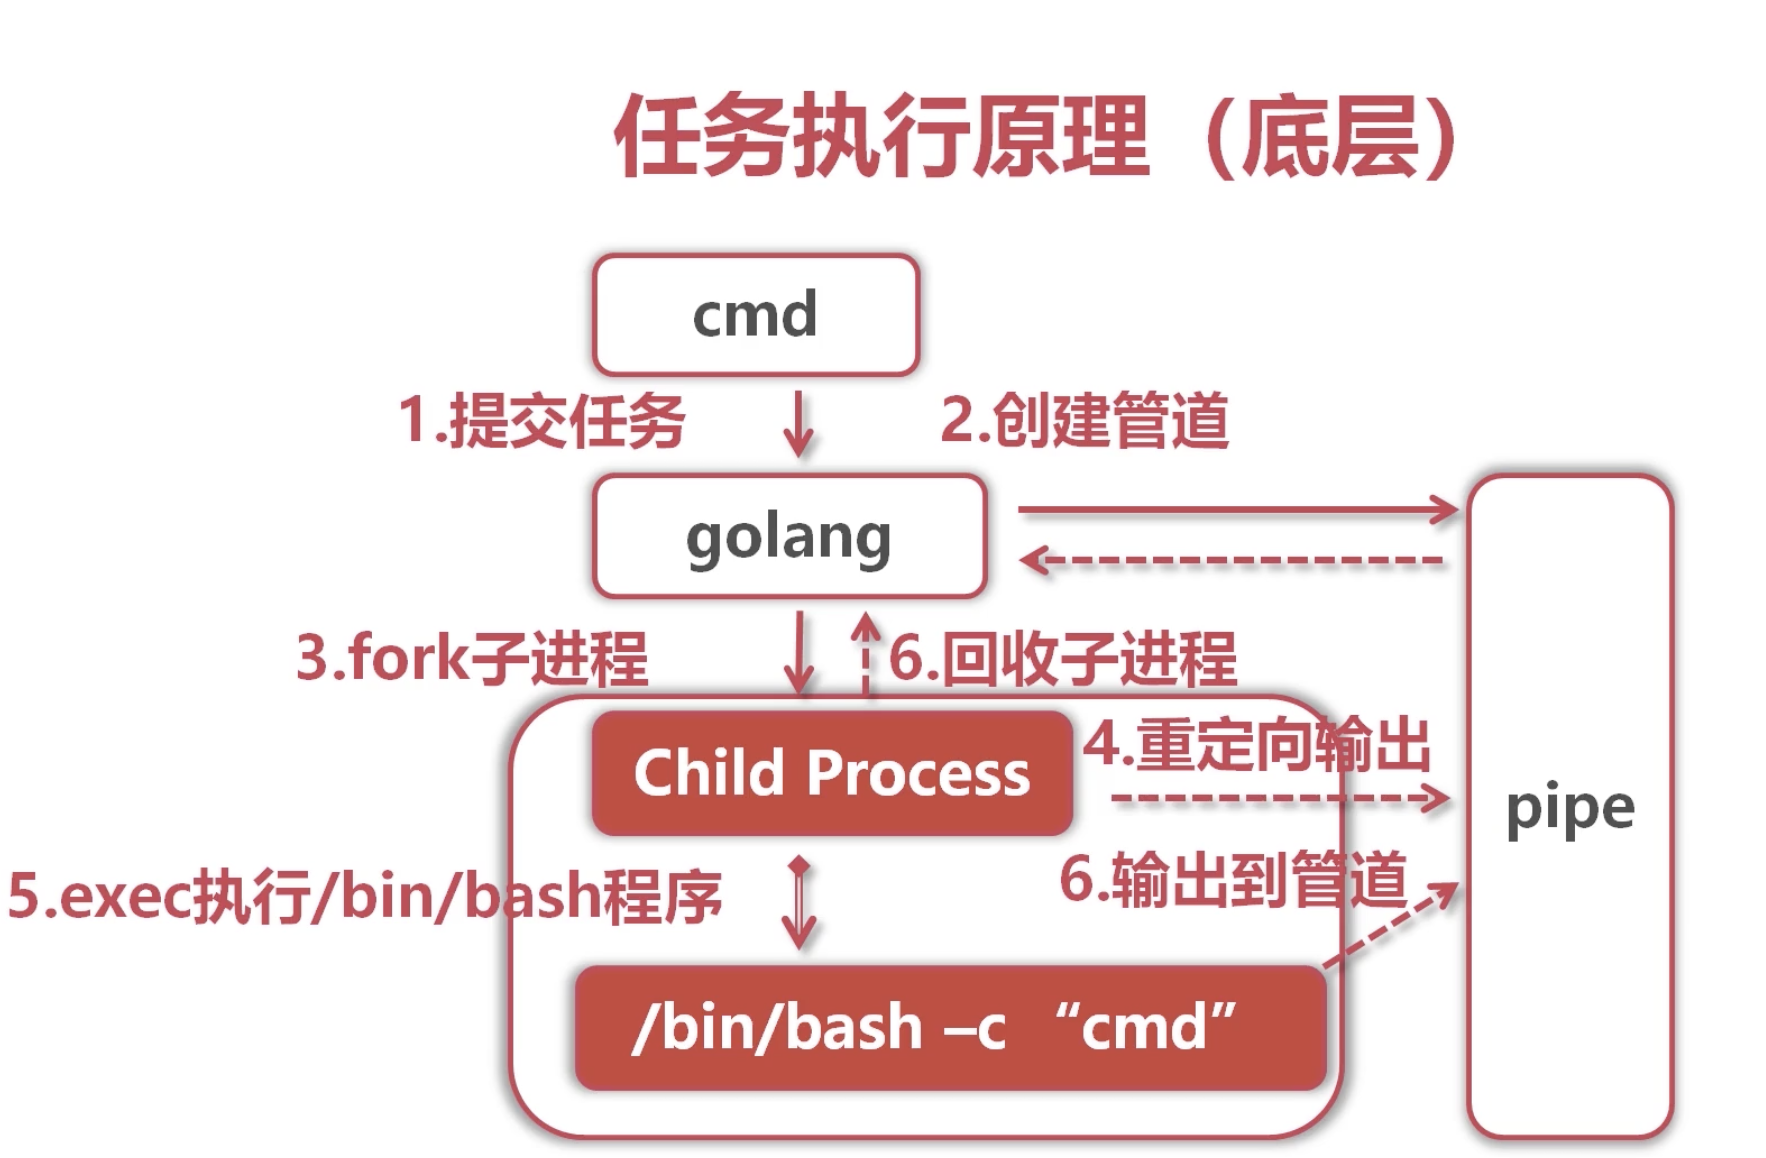 任务执行原理（底层）
cmd
1.提交任务
2.创建管道
golang
3.fork子进程
6.回收子进程
Child Process
4.重定向输出
pipe
6.输出到管道
5.exec执行/bin/bash程序
/bin/bash –c “cmd”